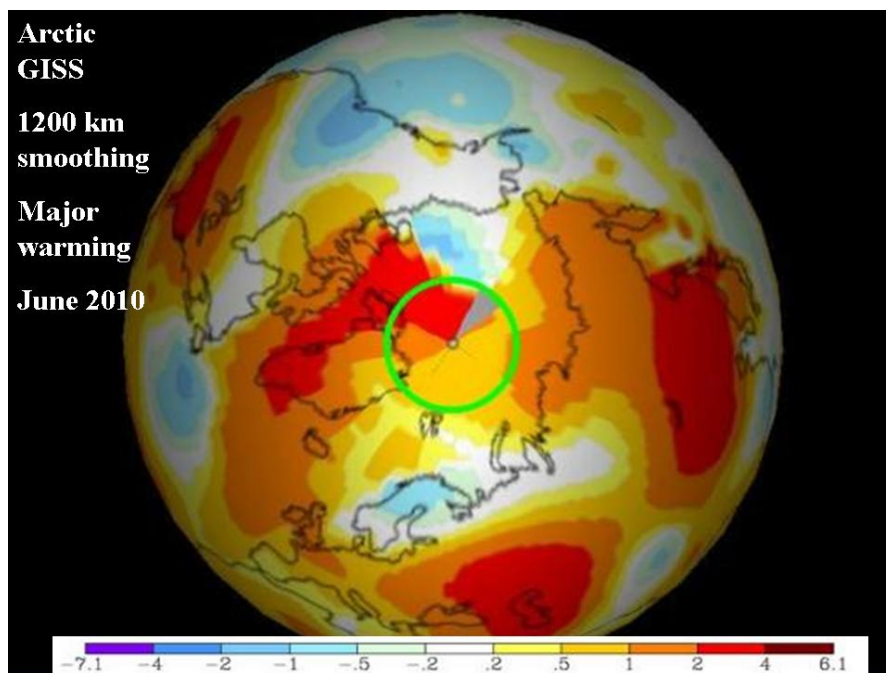 Arctic
GISS
1200 km
smoothing
Major
warming
June 2010
-7.1 -4 -2 -1 -.5 -.2 .2 .5 1 2 4 6.1